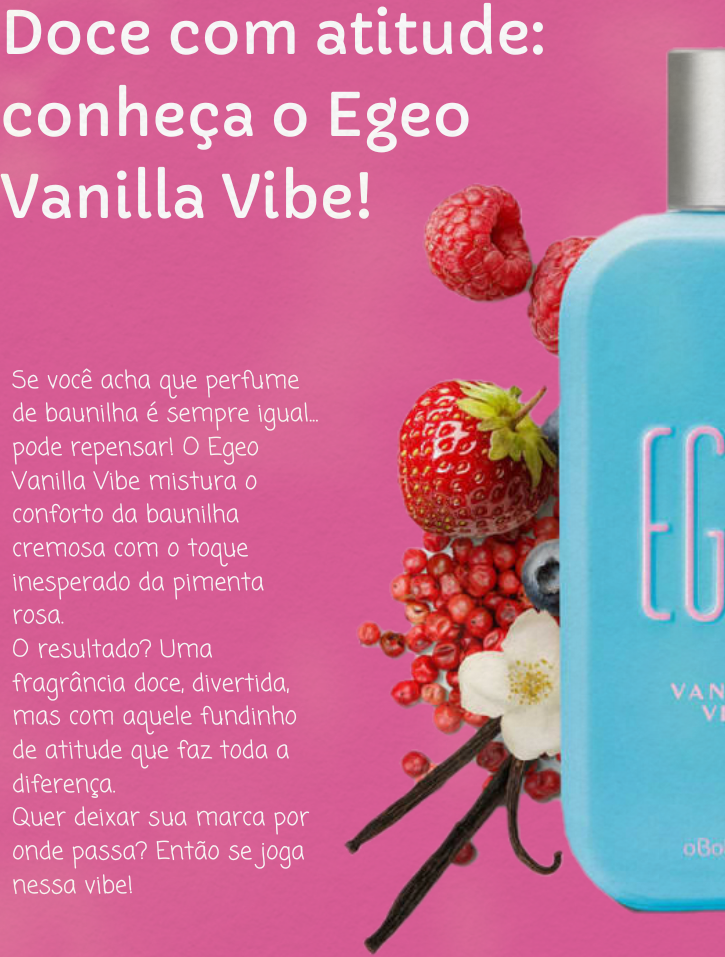 Doce com atitude:
conheça o Egeo
Vanilla Vibe!
Se você acha que perfume
de baunilha é sempre igual...
pode repensar! O Egeo
Vanilla Vibe mistura o
conforto da baunilha
cremosa com o toque
inesperado da pimenta
rosa.
O resultado? Uma
fragrância doce, divertida,
mas com aquele fundinho
de atitude que faz toda a
diferença.
Quer deixar sua marca por
onde passa? Então se joga
nessa vibe!